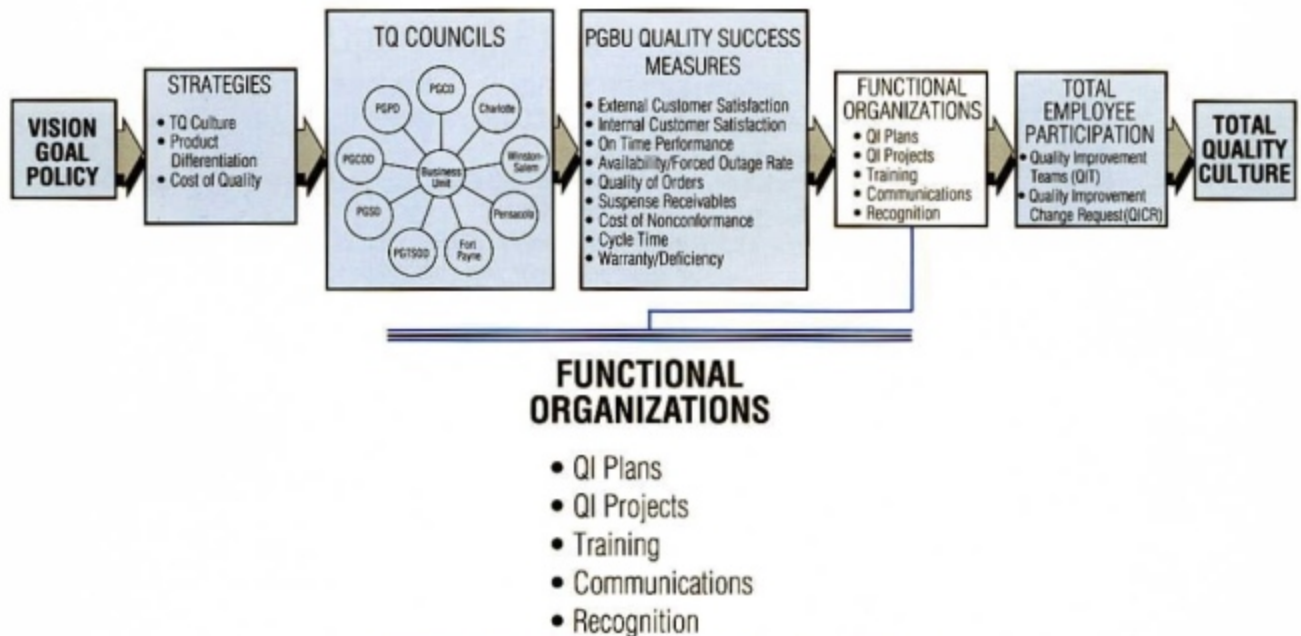 VISION
GOAL
POLICY
STRATEGIES
• TQ Culture
• Product
Differentiation
• Cost of Quality
TQ COUNCILS
PGCO
Charlotte
Winston-
Salem
Pensacola
Fort
Payne
PGTSDD
PGSD
PGCOD
PGPD
Business
Unit
PGBU QUALITY SUCCESS
MEASURES
• External Customer Satisfaction
• Internal Customer Satisfaction
• On Time Performance
• Availability/Forced Outage Rate
• Quality of Orders
• Suspense Receivables
• Cost of Nonconformance
• Cycle Time
• Warranty/Deficiency
FUNCTIONAL
ORGANIZATIONS
• QI Plans
• QI Projects
• Training
• Communications
• Recognition
TOTAL
EMPLOYEE
PARTICIPATION
• Quality Improvement
Teams (QIT)
• Quality Improvement
Change Request(QICR)
TOTAL
QUALITY
CULTURE
FUNCTIONAL
ORGANIZATIONS
• QI Plans
• QI Projects
• Training
• Communications
• Recognition